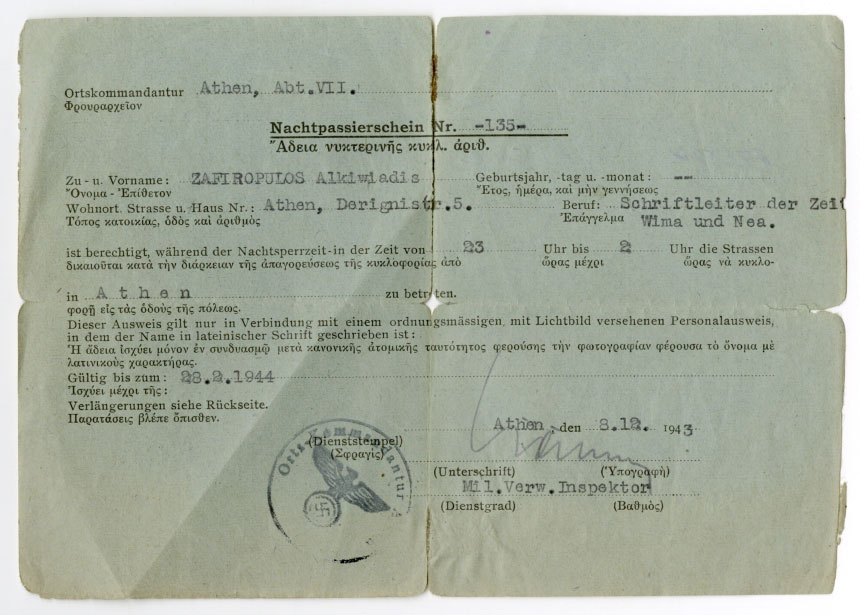 Ortskommandantur Athen, Abt.VII.
Φρουραρχεῖον
Nachtpassierschein Nr. -135-
Ἄδεια νυκτερινῆς κυκλ. ἀριθ.
Zu - u. Vorname : ZAFIROPULOS Alkiwiadis Geburtsjahr, -tag u. -monat : --
Ὄνομα - Ἐπίθετον Ἔτος, ἡμέρα, καὶ μὴν γεννήσεως
Wohnort. Strasse u. Haus Nr. : Athen, Derignistr.5. Beruf: Schriftleiter der Zeit
Τόπος κατοικίας, ὁδὸς καὶ ἀριθμὸς Ἐπάγγελμα Wima und Nea.
ist berechtigt, während der Nachtsperrzeit-in der Zeit von 23 Uhr bis 2 Uhr die Strassen
δικαιοῦται κατὰ τὴν διάρκειαν τῆς ἀπαγορεύσεως τῆς κυκλοφορίας ἀπὸ ὥρας μέχρι ὥρας νὰ κυκλο-
in Athen zu betreten.
φορῇ εἰς τὰς ὁδοὺς τῆς πόλεως.
Dieser Ausweis gilt nur in Verbindung mit einem ordnungsmässigen, mit Lichtbild versehenen Personalausweis,
in dem der Name in lateinischer Schrift geschrieben ist :
Ἡ ἄδεια ἰσχύει μόνον ἐν συνδυασμῷ μετὰ κανονικῆς ἀτομικῆς ταυτότητος φερούσης τὴν φωτογραφίαν φέρουσα τὸ ὄνομα μὲ
λατινικοὺς χαρακτῆρας.
Gültig bis zum : 28.2.1944
Ἰσχύει μέχρι τῆς :
Verlängerungen siehe Rückseite.
Παρατάσεις βλέπε ὄπισθεν.
Athen, den 8.12. 1943
(Dienststempel)
(Σφραγὶς)
Orts-Kommandantur
(Unterschrift) (Ὑπογραφὴ)
Mil.Verw.Inspektor
(Dienstgrad) (Βαθμὸς)